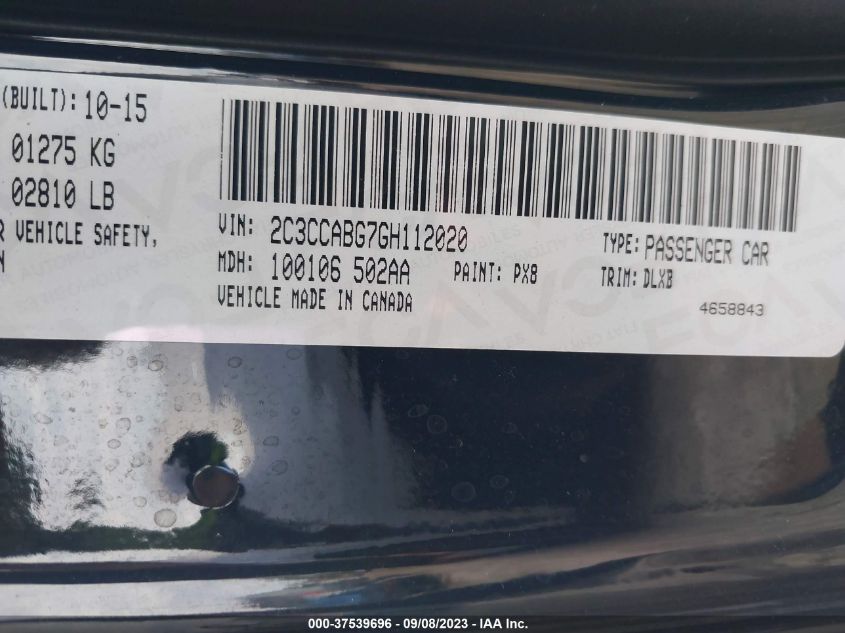 (BUILT): 10-15
01275 KG
02810 LB
R VEHICLE SAFETY,
N
VIN: 2C3CCABG7GH112020 TYPE: PASSENGER CAR
MDH: 100106 502AA PAINT: PX8 TRIM: DLXB
VEHICLE MADE IN CANADA 4658843
000-37539696 - 09/08/2023 - IAA Inc.